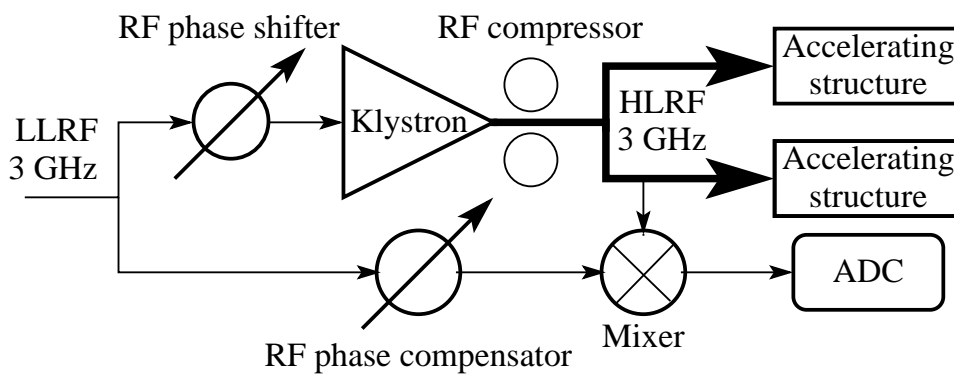 RF phase shifter
RF compressor
Accelerating
structure
LLRF
3 GHz
Klystron
HLRF
3 GHz
Accelerating
structure
ADC
Mixer
RF phase compensator